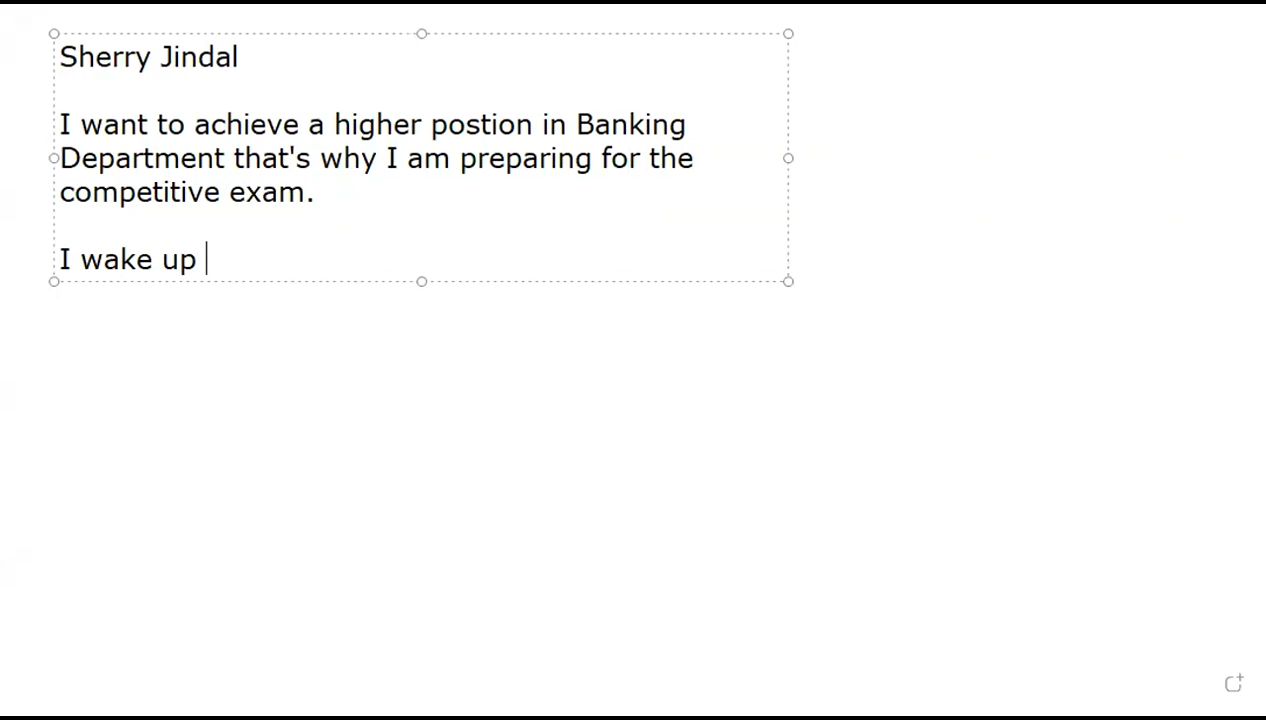 Sherry Jindal
I want to achieve a higher postion in Banking
Department that's why I am preparing for the
competitive exam.
I wake up